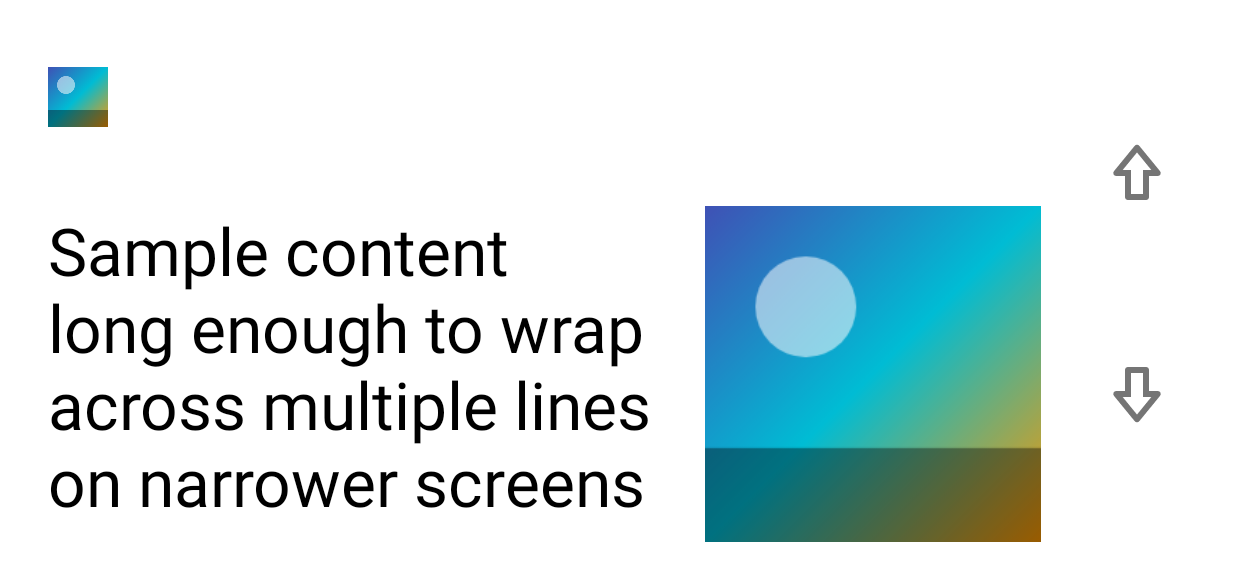 Sample content
long enough to wrap
across multiple lines
on narrower screens